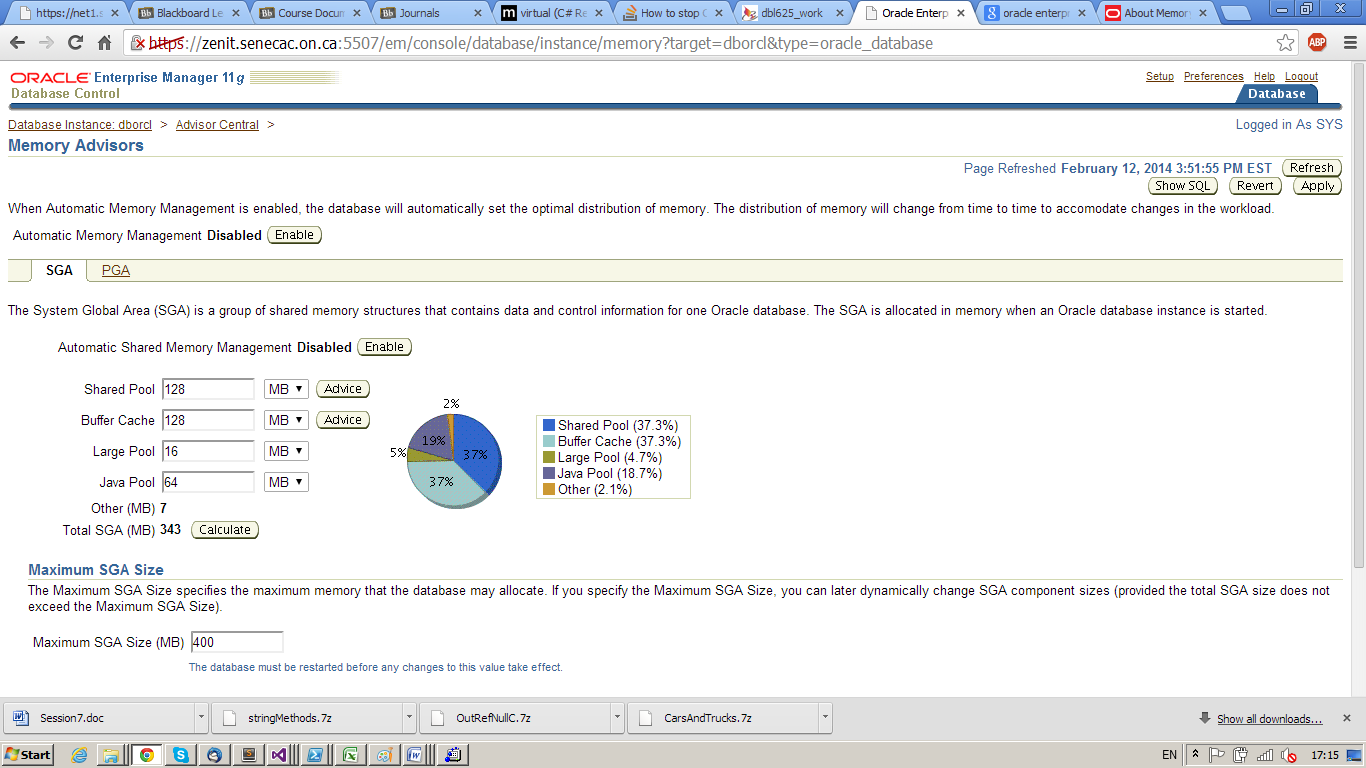 https://net1.s
Blackboard Le
Course Docum
Journals
virtual (C# Re
How to stop C
dbl625_work
Oracle Enterp
oracle enterpri
About Memor
https://zenit.senecac.on.ca:5507/em/console/database/instance/memory?target=dborcl&type=oracle_database
ABP
ORACLE Enterprise Manager 11g
Database Control
Setup Preferences Help Logout
Database
Database Instance: dborcl > Advisor Central >
Logged in As SYS
Memory Advisors
Page Refreshed February 12, 2014 3:51:55 PM EST Refresh
Show SQL Revert Apply
When Automatic Memory Management is enabled, the database will automatically set the optimal distribution of memory. The distribution of memory will change from time to time to accomodate changes in the workload.
Automatic Memory Management Disabled Enable
SGA PGA
The System Global Area (SGA) is a group of shared memory structures that contains data and control information for one Oracle database. The SGA is allocated in memory when an Oracle database instance is started.
Automatic Shared Memory Management Disabled Enable
Shared Pool 128 MB Advice
Buffer Cache 128 MB Advice
Large Pool 16 MB
Java Pool 64 MB
Other (MB) 7
Total SGA (MB) 343 Calculate
2%
19%
5%
37%
37%
Shared Pool (37.3%)
Buffer Cache (37.3%)
Large Pool (4.7%)
Java Pool (18.7%)
Other (2.1%)
Maximum SGA Size
The Maximum SGA Size specifies the maximum memory that the database may allocate. If you specify the Maximum SGA Size, you can later dynamically change SGA component sizes (provided the total SGA size does not
exceed the Maximum SGA Size).
Maximum SGA Size (MB) 400
The database must be restarted before any changes to this value take effect.
Session7.doc
stringMethods.7z
OutRefNullC.7z
CarsAndTrucks.7z
Show all downloads...
Start
EN
17:15